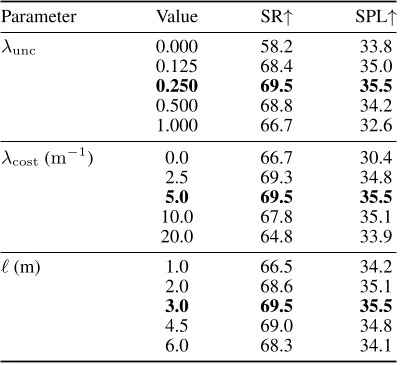 Parameter Value SR↑ SPL↑
λunc 0.000 58.2 33.8
0.125 68.4 35.0
0.250 69.5 35.5
0.500 68.8 34.2
1.000 66.7 32.6
λcost (m−1) 0.0 66.7 30.4
2.5 69.3 34.8
5.0 69.5 35.5
10.0 67.8 35.1
20.0 64.8 33.9
ℓ (m) 1.0 66.5 34.2
2.0 68.6 35.1
3.0 69.5 35.5
4.5 69.0 34.8
6.0 68.3 34.1